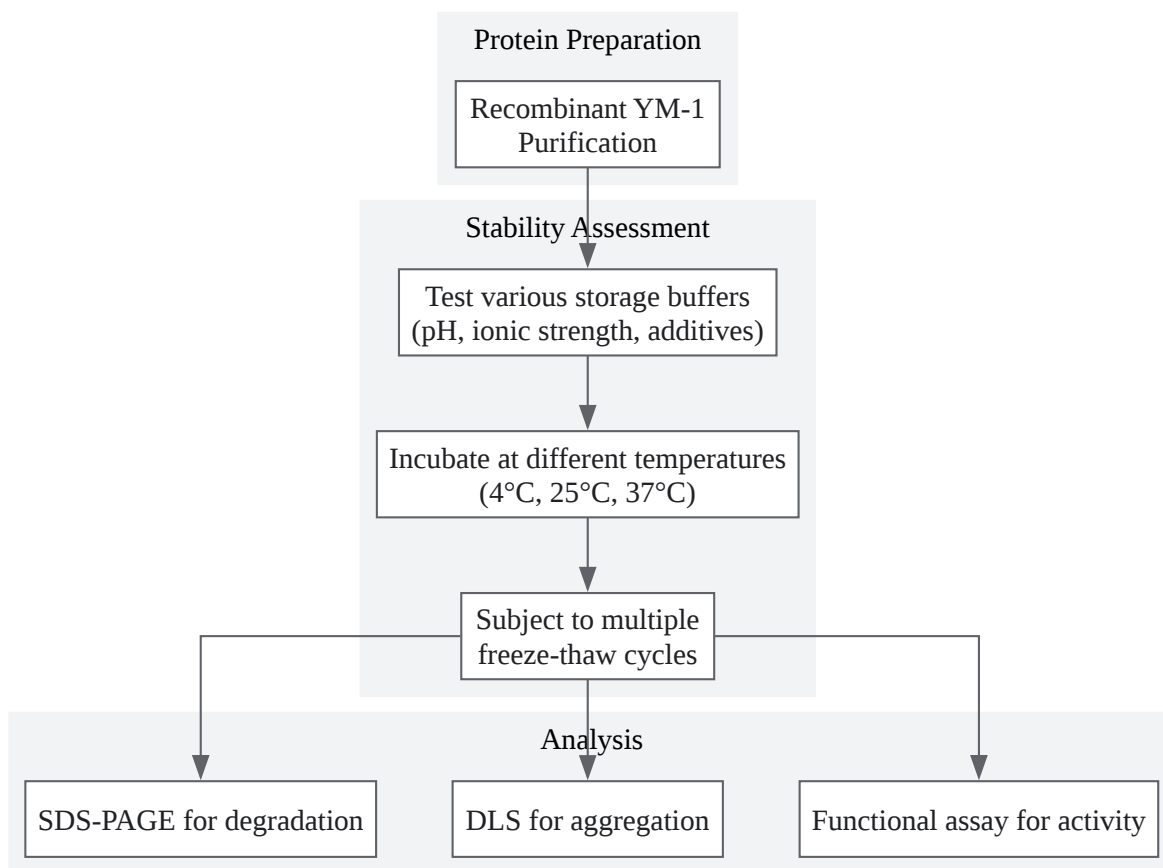 Protein Preparation
Recombinant YM-1
Purification
Stability Assessment
Test various storage buffers
(pH, ionic strength, additives)
Incubate at different temperatures
(4°C, 25°C, 37°C)
Subject to multiple
freeze-thaw cycles
Analysis
SDS-PAGE for degradation
DLS for aggregation
Functional assay for activity